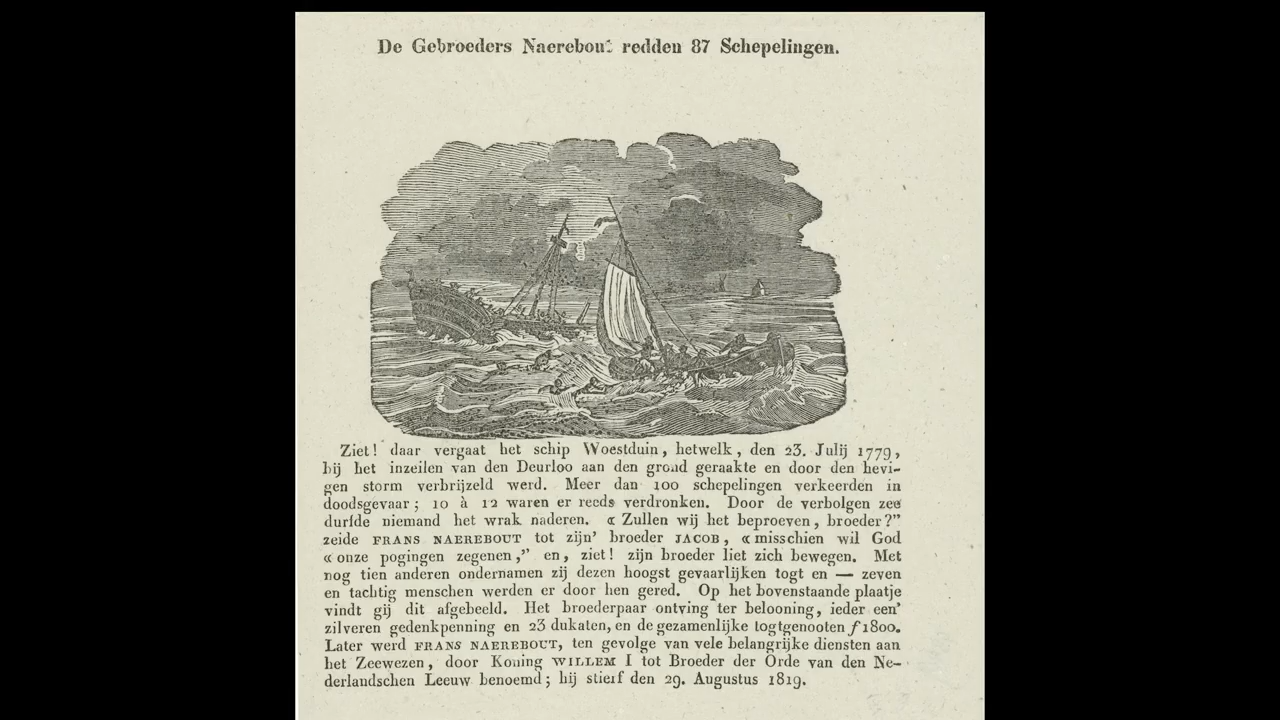 De Gebroeders Naerebout redden 87 Schepelingen.
Ziet! daar vergaat het schip Woestduin, hetwelk, den 23. Julij 1779,
bij het inzeilen van den Deurloo aan den grond geraakte en door den hevi-
gen storm verbrijzeld werd. Meer dan 100 schepelingen verkeerden in
doodsgevaar; 10 à 12 waren er reeds verdronken. Door de verbolgen zee
durfde niemand het wrak naderen. « Zullen wij het beproeven, broeder?”
zeide FRANS NAEREBOUT tot zijn’ broeder JACOB, « misschien wil God
« onze pogingen zegenen,” en, ziet! zijn broeder liet zich bewegen. Met
nog tien anderen ondernamen zij dezen hoogst gevaarlijken togt en — zeven
en tachtig menschen werden er door hen gered. Op het bovenstaande plaatje
vindt gij dit afgebeeld. Het broederpaar ontving ter belooning, ieder een’
zilveren gedenkpenning en 23 dukaten, en de gezamenlijke togtgenooten ƒ1800.
Later werd FRANS NAEREBOUT, ten gevolge van vele belangrijke diensten aan
het Zeewezen, door Koning WILLEM I tot Broeder der Orde van den Ne-
derlandschen Leeuw benoemd; hij stierf den 29. Augustus 1819.